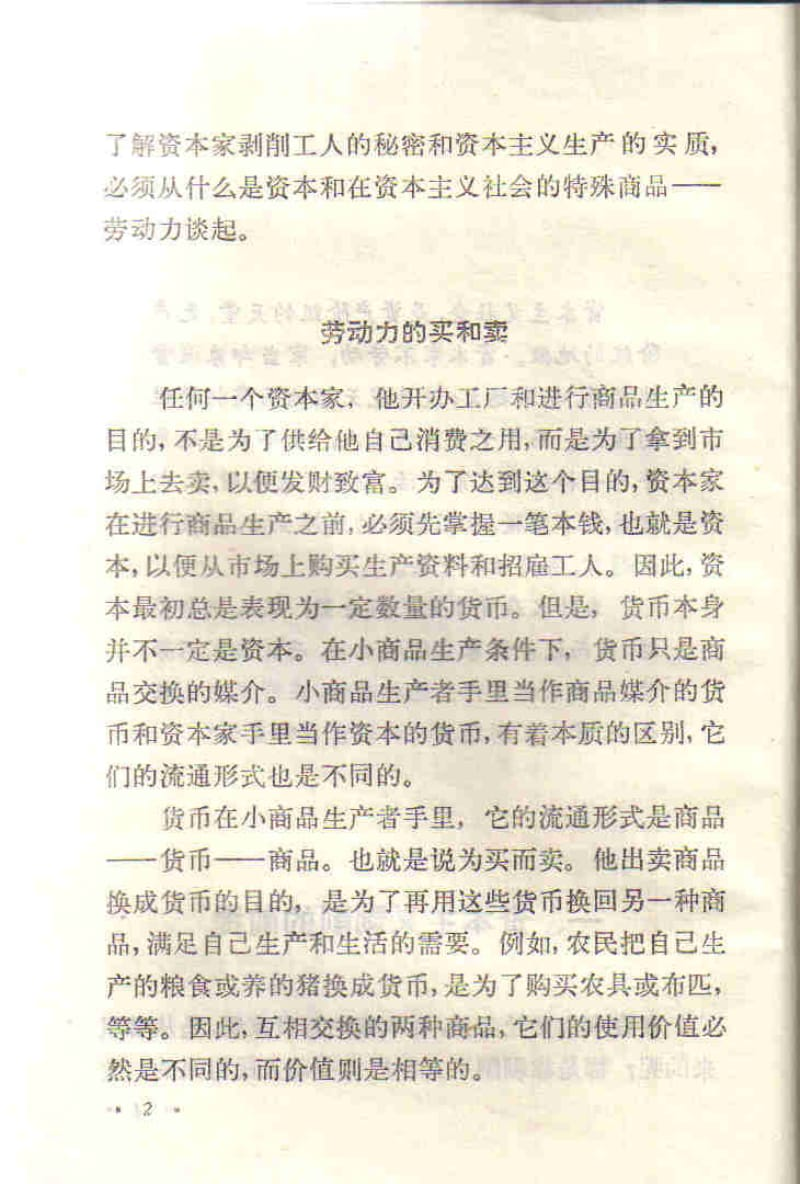 了解资本家剥削工人的秘密和资本主义生产的实质，
必须从什么是资本和在资本主义社会的特殊商品——
劳动力谈起。
劳动力的买和卖
任何一个资本家，他开办工厂和进行商品生产的
目的，不是为了供给他自己消费之用，而是为了拿到市
场上去卖，以便发财致富。为了达到这个目的，资本家
在进行商品生产之前，必须先掌握一笔本钱，也就是资
本，以便从市场上购买生产资料和招雇工人。因此，资
本最初总是表现为一定数量的货币。但是，货币本身
并不一定是资本。在小商品生产条件下，货币只是商
品交换的媒介。小商品生产者手里当作商品媒介的货
币和资本家手里当作资本的货币，有着本质的区别，它
们的流通形式也是不同的。
货币在小商品生产者手里，它的流通形式是商品
——货币——商品。也就是说为买而卖。他出卖商品
换成货币的目的，是为了再用这些货币换回另一种商
品，满足自己生产和生活的需要。例如，农民把自己生
产的粮食或养的猪换成货币，是为了购买农具或布匹，
等等。因此，互相交换的两种商品，它们的使用价值必
然是不同的，而价值则是相等的。
· 2 ·